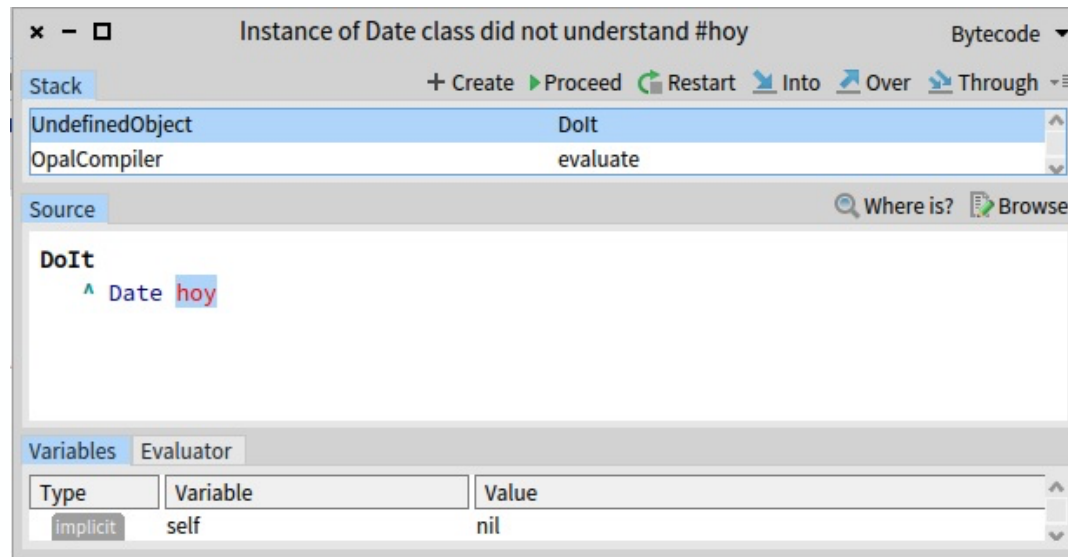 Instance of Date class did not understand #hoy Bytecode
Stack Create Proceed Restart Into Over Through
UndefinedObject DoIt
OpalCompiler evaluate
Source Where is? Browse
DoIt
^ Date hoy
Variables Evaluator
Type Variable Value
implicit self nil